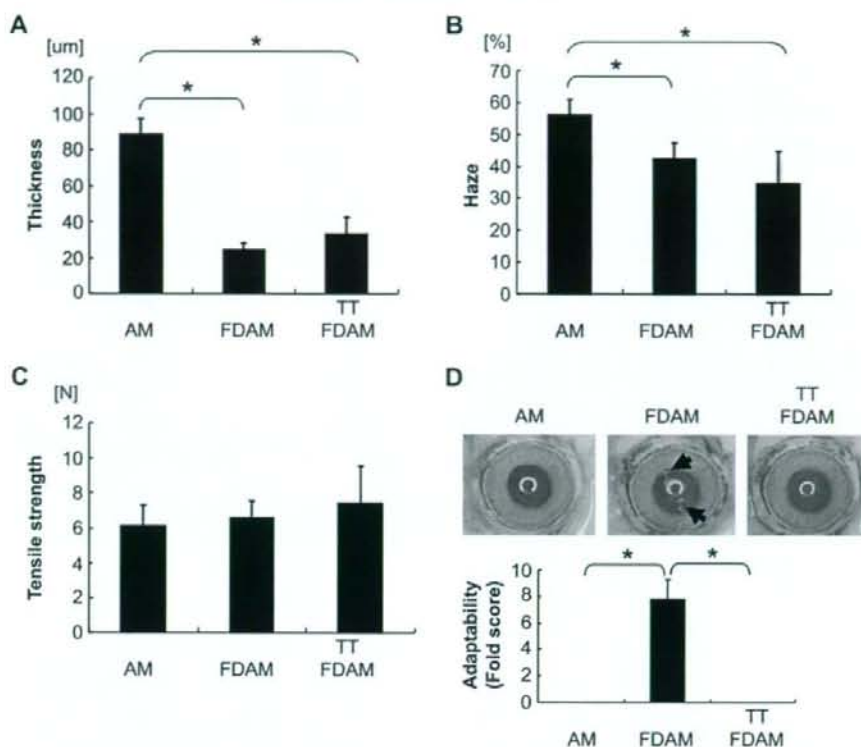 A
[um]
*
*
120
100
80
60
40
20
0
Thickness
AM
FDAM
TT
FDAM
B
[%]
*
*
70
60
50
40
30
20
10
0
Haze
AM
FDAM
TT
FDAM
C
[N]
12
10
8
6
4
2
0
Tensile strength
AM
FDAM
TT
FDAM
D
AM
FDAM
TT
FDAM
*
*
10
8
6
4
2
0
Adaptability
(Fold score)
AM
FDAM
TT
FDAM